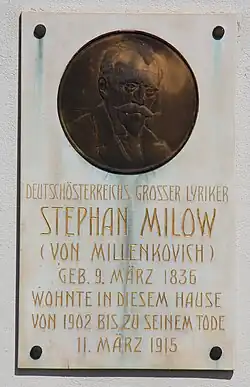 DEUTSCHÖSTERREICHS GROSSER LYRIKER
STEPHAN MILOW
(VON MILLENKOVICH)
GEB. 9. MÄRZ 1836
WOHNTE IN DIESEM HAUSE
VON 1902 BIS ZU SEINEM TODE
11. MÄRZ 1915